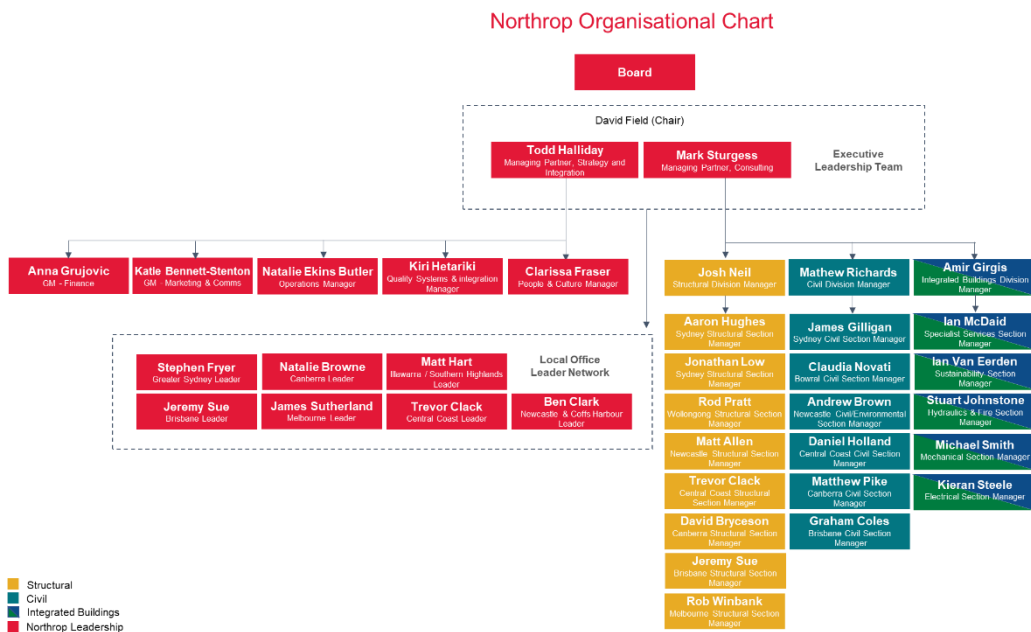 Northrop Organisational Chart
Board
David Field (Chair)
Todd Halliday
Managing Partner, Strategy and
Integration
Mark Sturgess
Managing Partner, Consulting
Executive
Leadership Team
Anna Grujovic
GM - Finance
Katie Bennett-Stenton
GM - Marketing & Comms
Natalie Ekins Butler
Operations Manager
Kiri Hetariki
Quality Systems & integration
Manager
Clarissa Fraser
People & Culture Manager
Josh Neil
Structural Division Manager
Mathew Richards
Civil Division Manager
Amir Girgis
Integrated Buildings Division
Manager
Stephen Fryer
Greater Sydney Leader
Natalie Browne
Canberra Leader
Matt Hart
Illawarra / Southern Highlands
Leader
Local Office
Leader Network
Jeremy Sue
Brisbane Leader
James Sutherland
Melbourne Leader
Trevor Clack
Central Coast Leader
Ben Clark
Newcastle & Coffs Harbour
Leader
Aaron Hughes
Sydney Structural Section
Manager
Jonathan Low
Sydney Structural Section
Manager
Rod Pratt
Wollongong Structural Section
Manager
Matt Allen
Newcastle Structural Section
Manager
Trevor Clack
Central Coast Structural
Section Manager
David Bryceson
Canberra Structural Section
Manager
Jeremy Sue
Brisbane Structural Section
Manager
Rob Winbank
Melbourne Structural Section
Manager
James Gilligan
Sydney Civil Section Manager
Claudia Novati
Bowral Civil Section Manager
Andrew Brown
Newcastle Civil/Environmental
Section Manager
Daniel Holland
Central Coast Civil Section
Manager
Matthew Pike
Canberra Civil Section
Manager
Graham Coles
Brisbane Civil Section
Manager
Ian McDaid
Specialist Services Section
Manager
Ian Van Eerden
Sustainability Section
Manager
Stuart Johnstone
Hydraulics & Fire Section
Manager
Michael Smith
Mechanical Section Manager
Kieran Steele
Electrical Section Manager
Structural
Civil
Integrated Buildings
Northrop Leadership